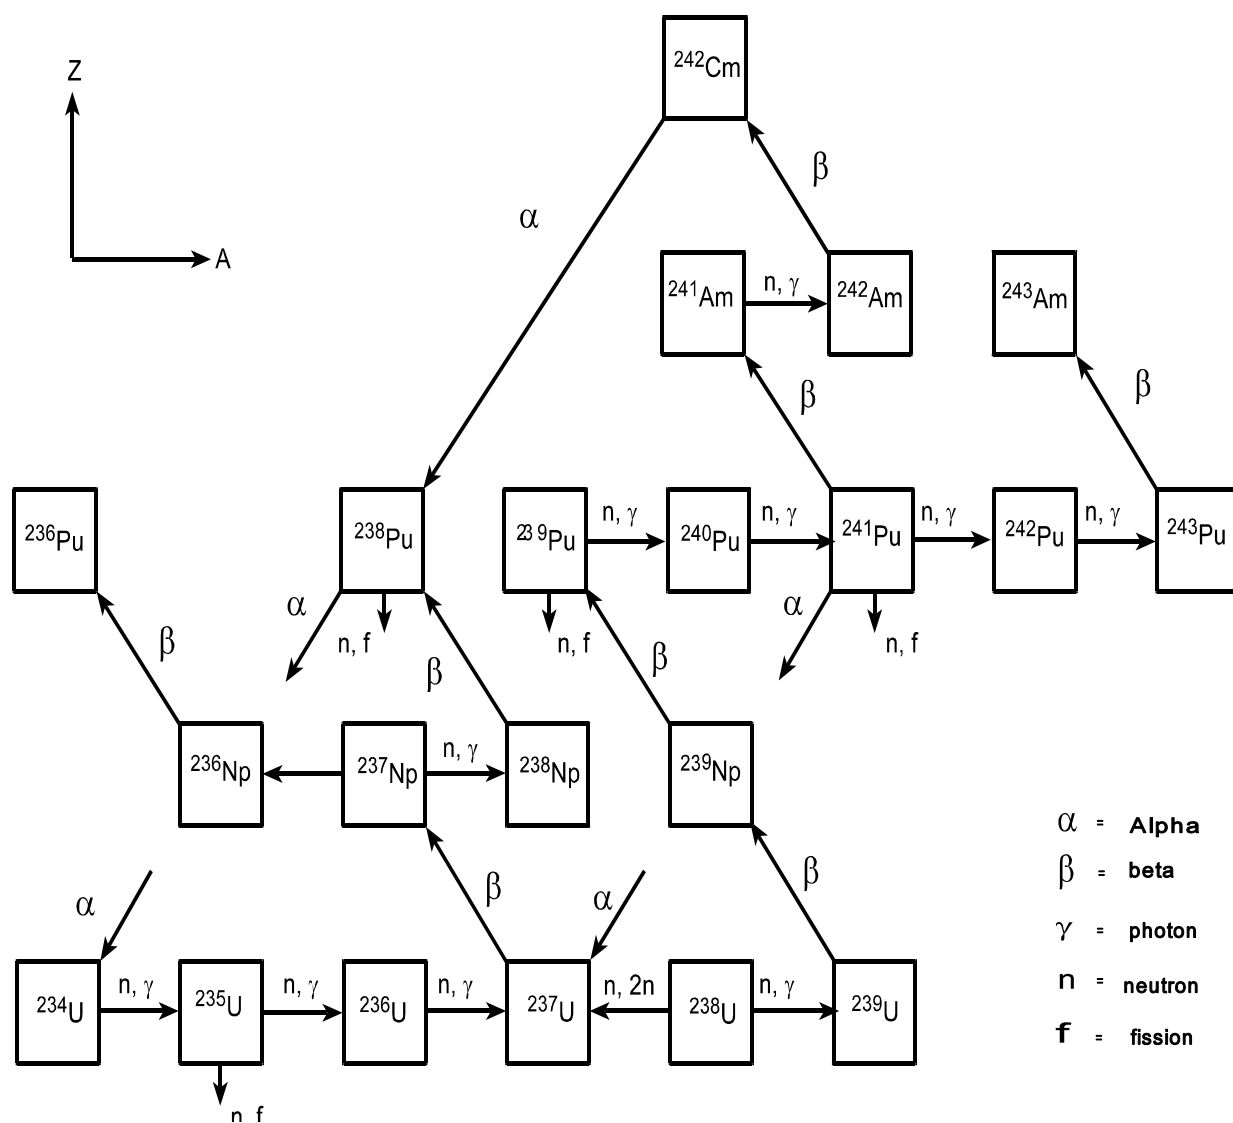 ²⁴²Cm
Z
β
α
A
²⁴¹Am
n, γ
²⁴²Am
²⁴³Am
β
β
²³⁶Pu
²³⁸Pu
²³⁹Pu
n, γ
²⁴⁰Pu
n, γ
²⁴¹Pu
n, γ
²⁴²Pu
n, γ
²⁴³Pu
α
n, f
n, f
α
n, f
β
β
β
²³⁶Np
²³⁷Np
n, γ
²³⁸Np
²³⁹Np
α = Alpha
β = beta
γ = photon
n = neutron
f = fission
α
β
α
β
²³⁴U
n, γ
²³⁵U
n, γ
²³⁶U
n, γ
²³⁷U
n, 2n
²³⁸U
n, γ
²³⁹U
n, f